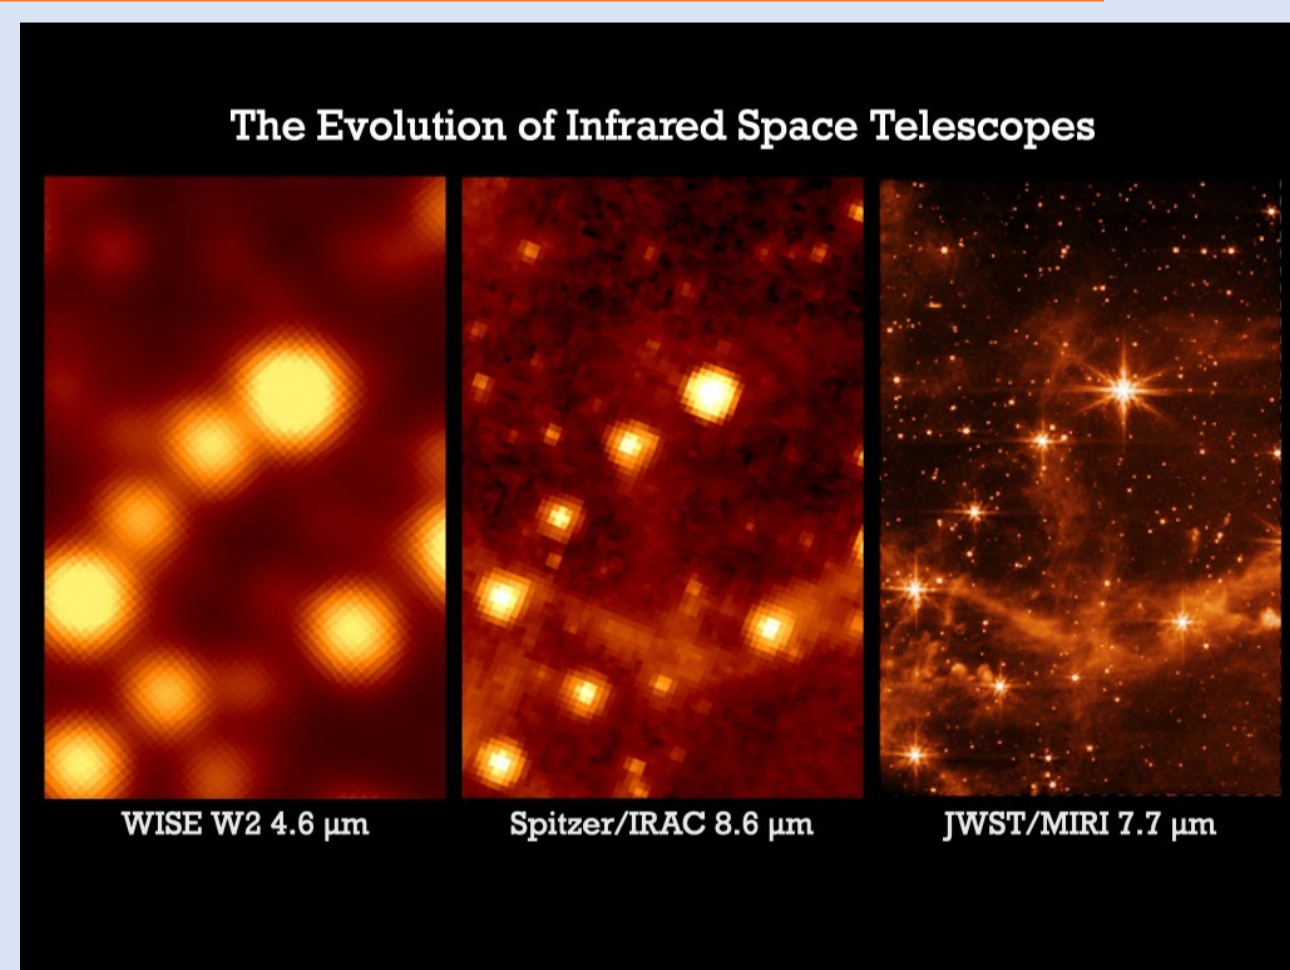 The Evolution of Infrared Space Telescopes
WISE W2 4.6 μm
Spitzer/IRAC 8.6 μm
JWST/MIRI 7.7 μm